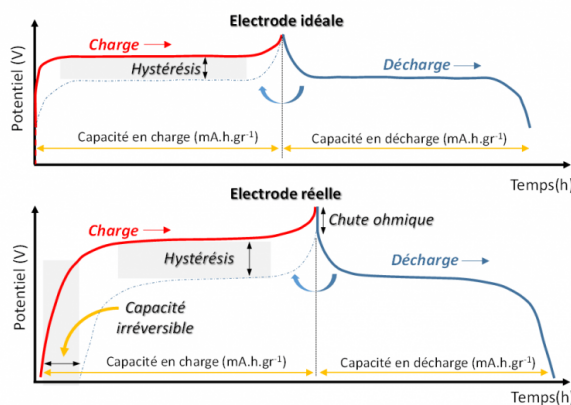 Electrode idéale
Potentiel (V)
Charge
Hystérésis
Décharge
Capacité en charge (mA.h.gr-1)
Capacité en décharge (mA.h.gr-1)
Temps(h)
Electrode réelle
Potentiel (V)
Chute ohmique
Charge
Hystérésis
Décharge
Capacité
irréversible
Capacité en charge (mA.h.gr-1)
Capacité en décharge (mA.h.gr-1)
Temps(h)